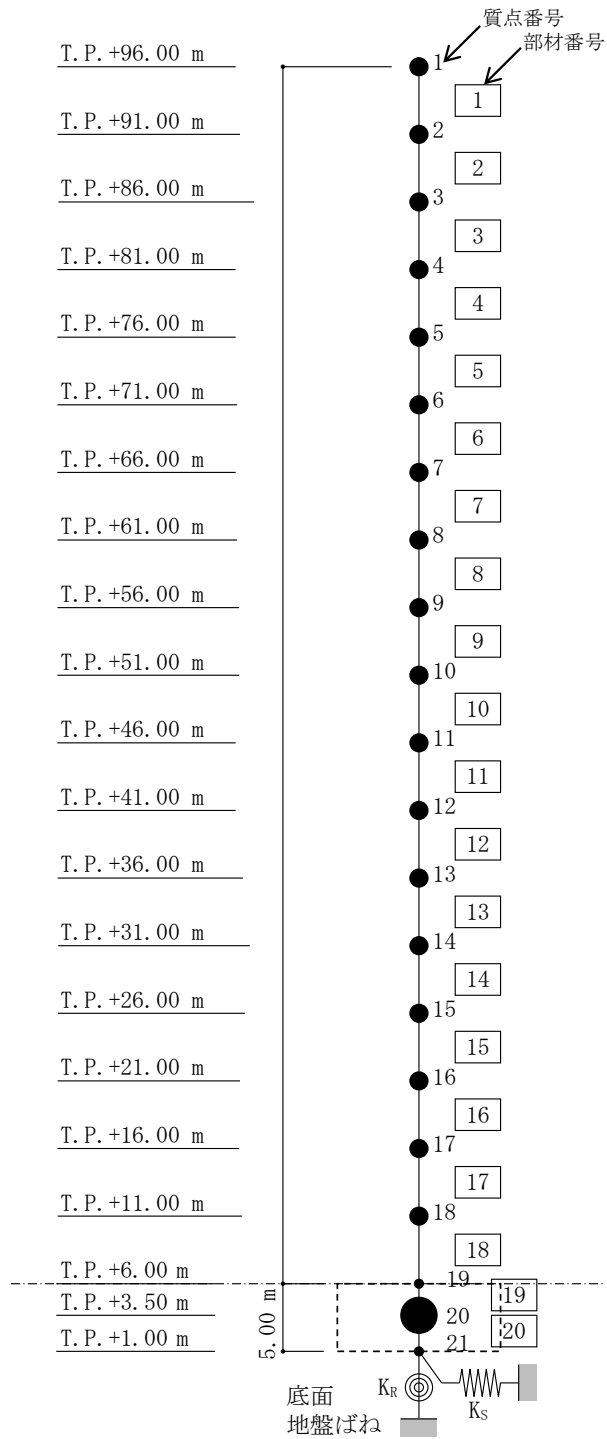 質点番号
部材番号
T.P.+96.00 m
1
1
T.P.+91.00 m
2
2
T.P.+86.00 m
3
3
T.P.+81.00 m
4
4
T.P.+76.00 m
5
5
T.P.+71.00 m
6
6
T.P.+66.00 m
7
7
T.P.+61.00 m
8
8
T.P.+56.00 m
9
9
T.P.+51.00 m
10
10
T.P.+46.00 m
11
11
T.P.+41.00 m
12
12
T.P.+36.00 m
13
13
T.P.+31.00 m
14
14
T.P.+26.00 m
15
15
T.P.+21.00 m
16
16
T.P.+16.00 m
17
17
T.P.+11.00 m
18
18
T.P.+6.00 m
19
19
T.P.+3.50 m
20
20
T.P.+1.00 m
21
5.00 m
底面
地盤ばね
KR
KS